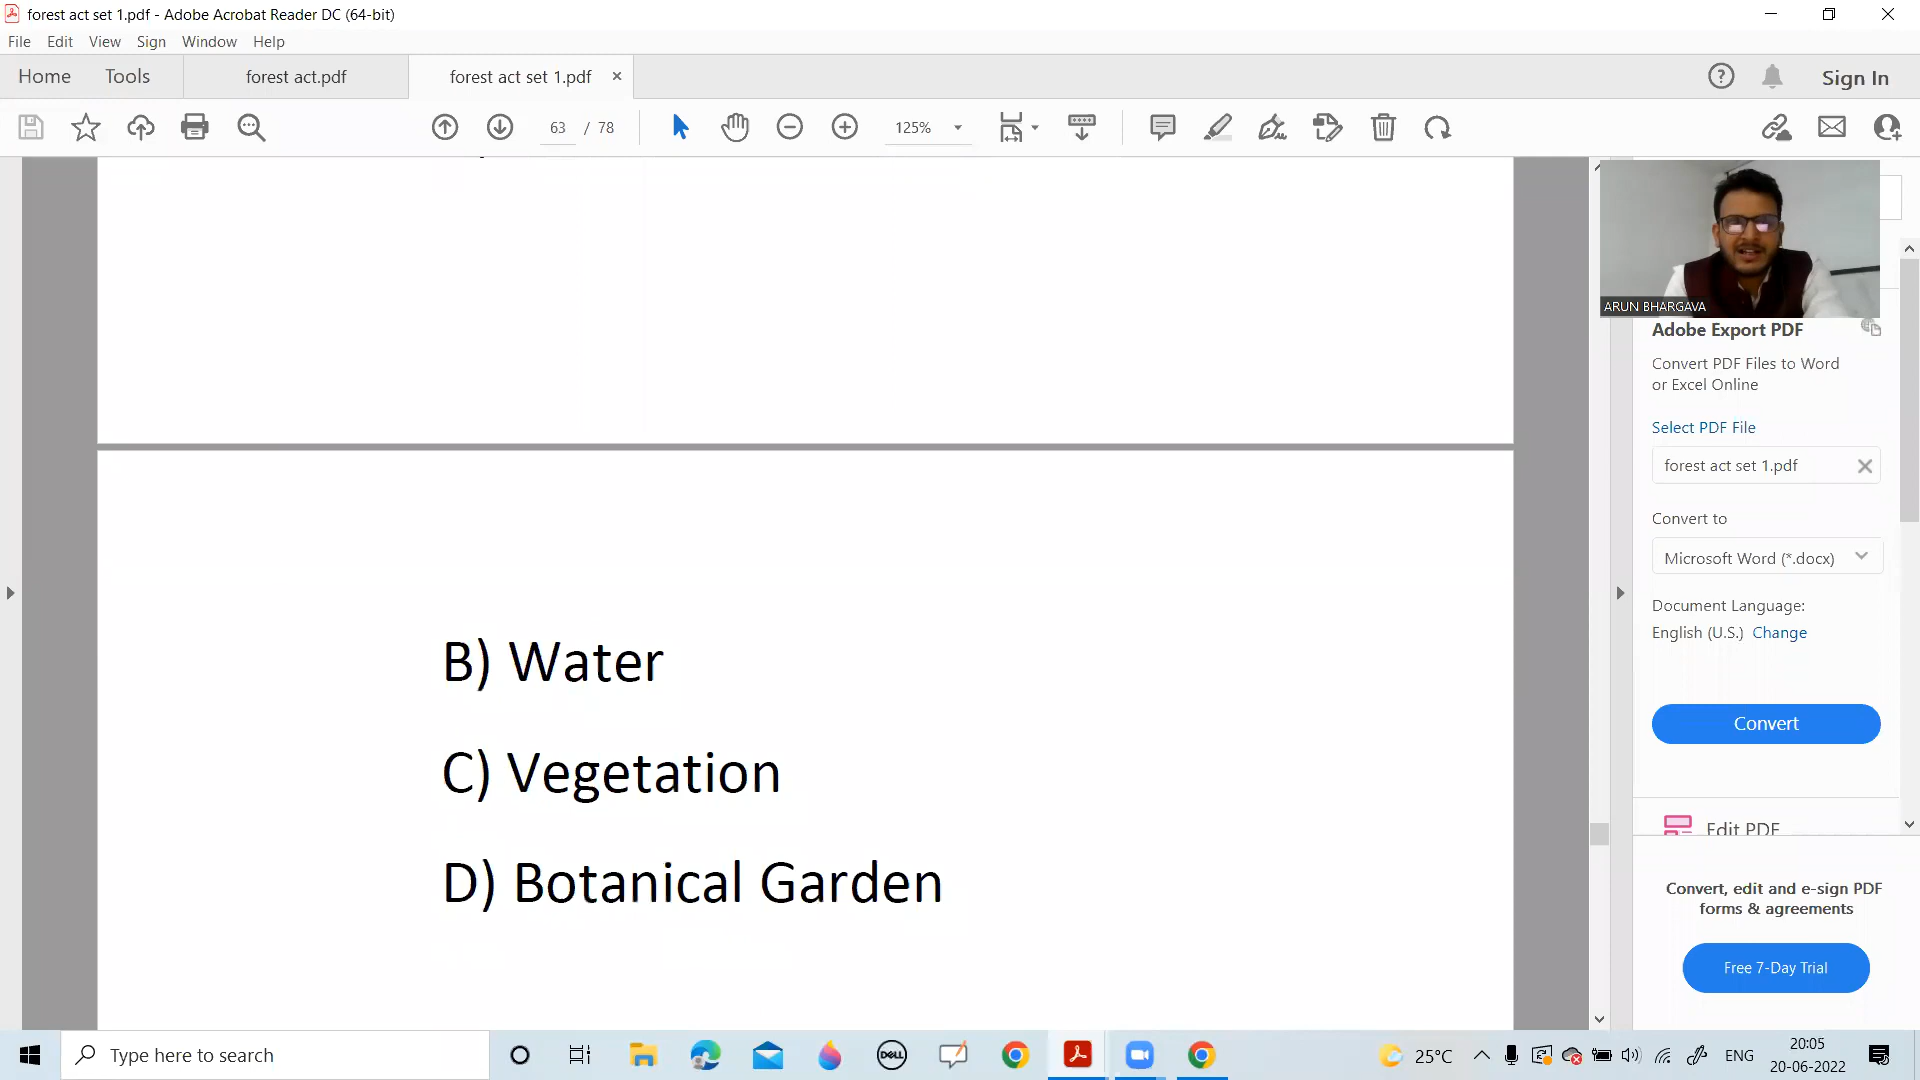 forest act set 1.pdf - Adobe Acrobat Reader DC (64-bit)
File Edit View Sign Window Help
Home Tools forest act.pdf forest act set 1.pdf Sign In
63 / 78 125%
ARUN BHARGAVA
Adobe Export PDF
Convert PDF Files to Word
or Excel Online
Select PDF File
forest act set 1.pdf
Convert to
Microsoft Word (*.docx)
Document Language:
English (U.S.) Change
Convert
Edit PDF
Convert, edit and e-sign PDF
forms & agreements
Free 7-Day Trial
B) Water
C) Vegetation
D) Botanical Garden
Type here to search
DELL
25°C
ENG
20:05
20-06-2022